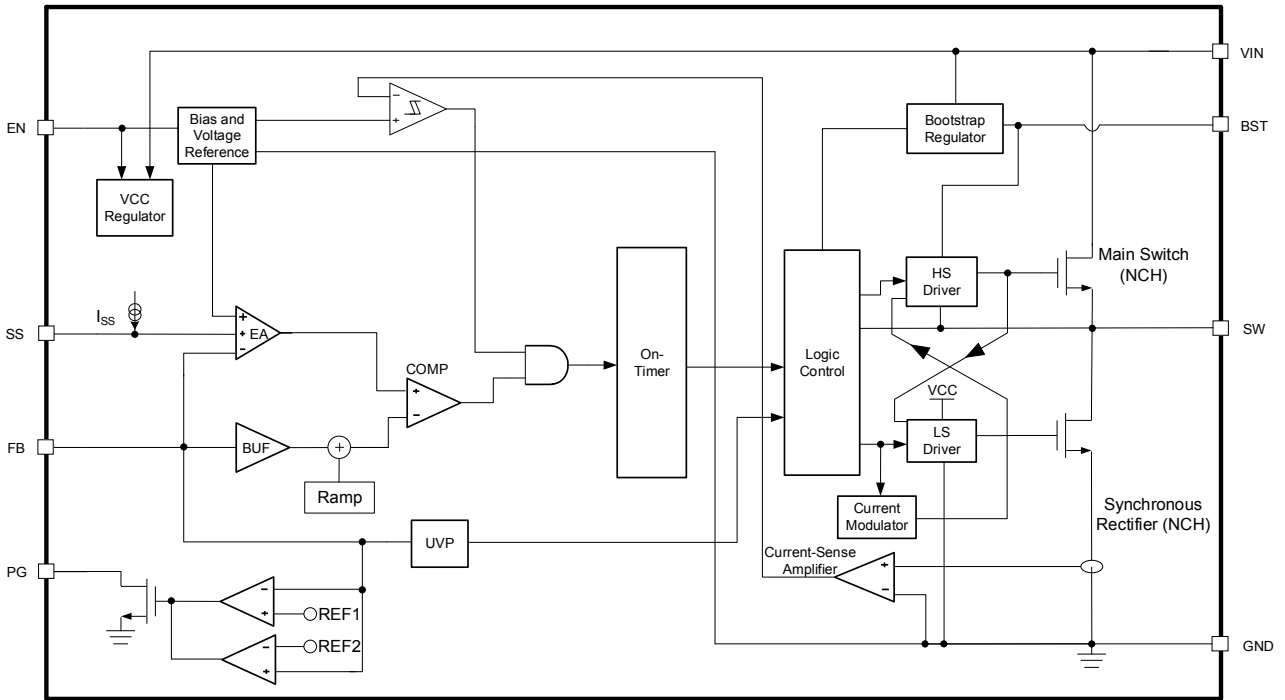 VIN
EN
Bias and
Voltage
Reference
-
+
Bootstrap
Regulator
BST
VCC
Regulator
HS
Driver
Main Switch
(NCH)
ISS
SS
+
+
-
EA
SW
COMP
+
-
On-
Timer
Logic
Control
VCC
FB
BUF
+
LS
Driver
Ramp
Current
Modulator
Synchronous
Rectifier (NCH)
UVP
Current-Sense
Amplifier
+
-
PG
-
+
REF1
-
+
REF2
GND